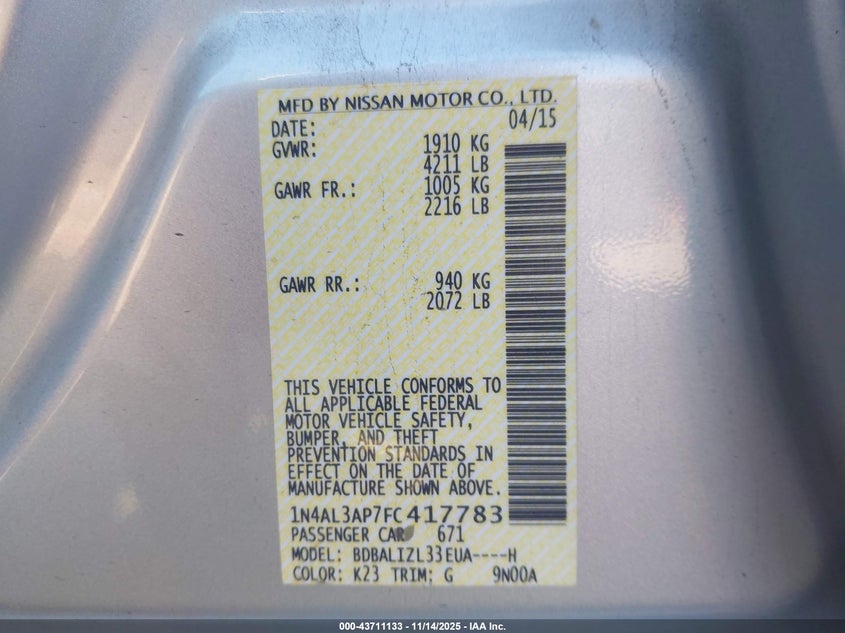 MFD BY NISSAN MOTOR CO., LTD.
DATE: 04/15
GVWR: 1910 KG
4211 LB
GAWR FR.: 1005 KG
2216 LB
GAWR RR.: 940 KG
2072 LB
THIS VEHICLE CONFORMS TO
ALL APPLICABLE FEDERAL
MOTOR VEHICLE SAFETY,
BUMPER, AND THEFT
PREVENTION STANDARDS IN
EFFECT ON THE DATE OF
MANUFACTURE SHOWN ABOVE.
1N4AL3AP7FC417783
PASSENGER CAR 671
MODEL: BDBALIZL33EUA----H
COLOR: K23 TRIM: G 9N00A
000-43711133 - 11/14/2025 - IAA Inc.